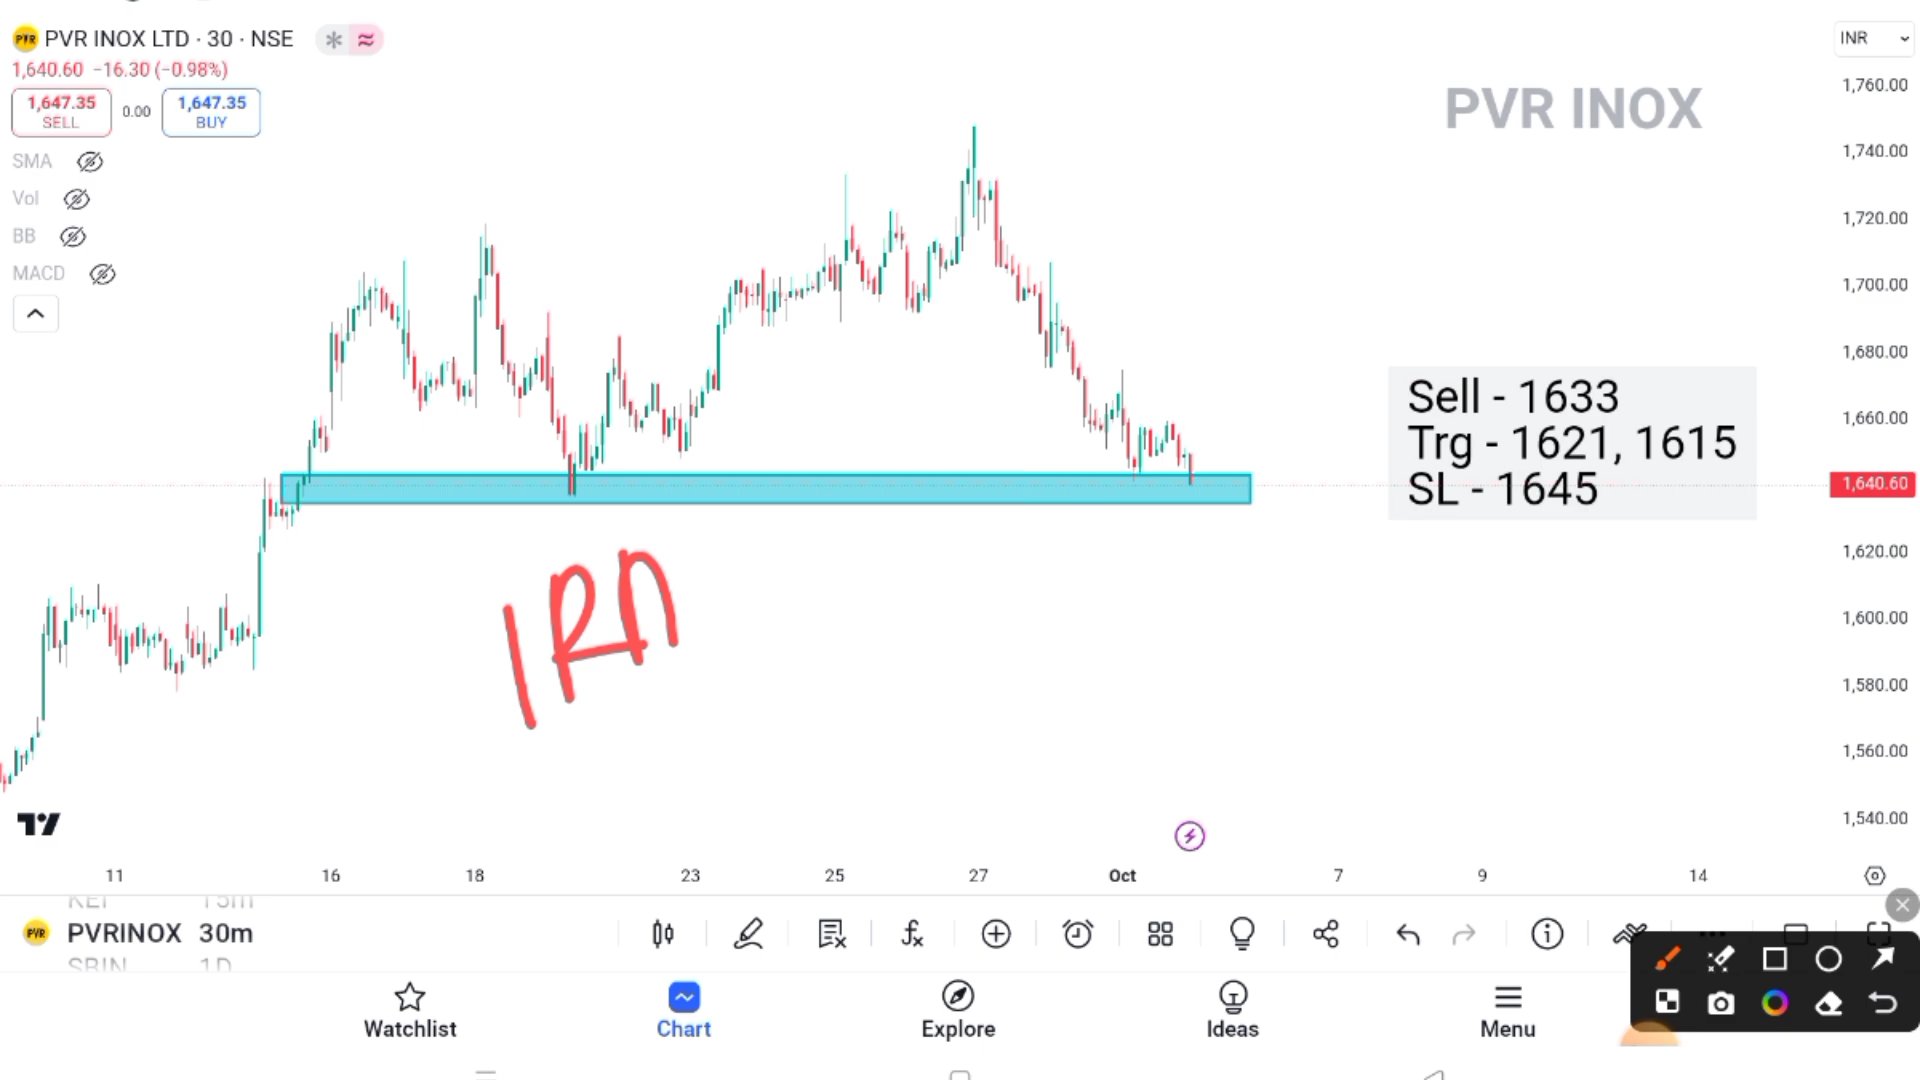 PVR INOX LTD · 30 · NSE
INR
1,640.60 −16.30 (−0.98%)
1,647.35
SELL
0.00
1,647.35
BUY
SMA
Vol
BB
MACD
PVR INOX
1,760.00
1,740.00
1,720.00
1,700.00
1,680.00
1,660.00
1,640.60
1,620.00
1,600.00
1,580.00
1,560.00
1,540.00
Sell - 1633
Trg - 1621, 1615
SL - 1645
11 16 18 23 25 27 Oct 7 9 14
PVR
PVRINOX 30m
SBIN 1D
Watchlist
Chart
Explore
Ideas
Menu